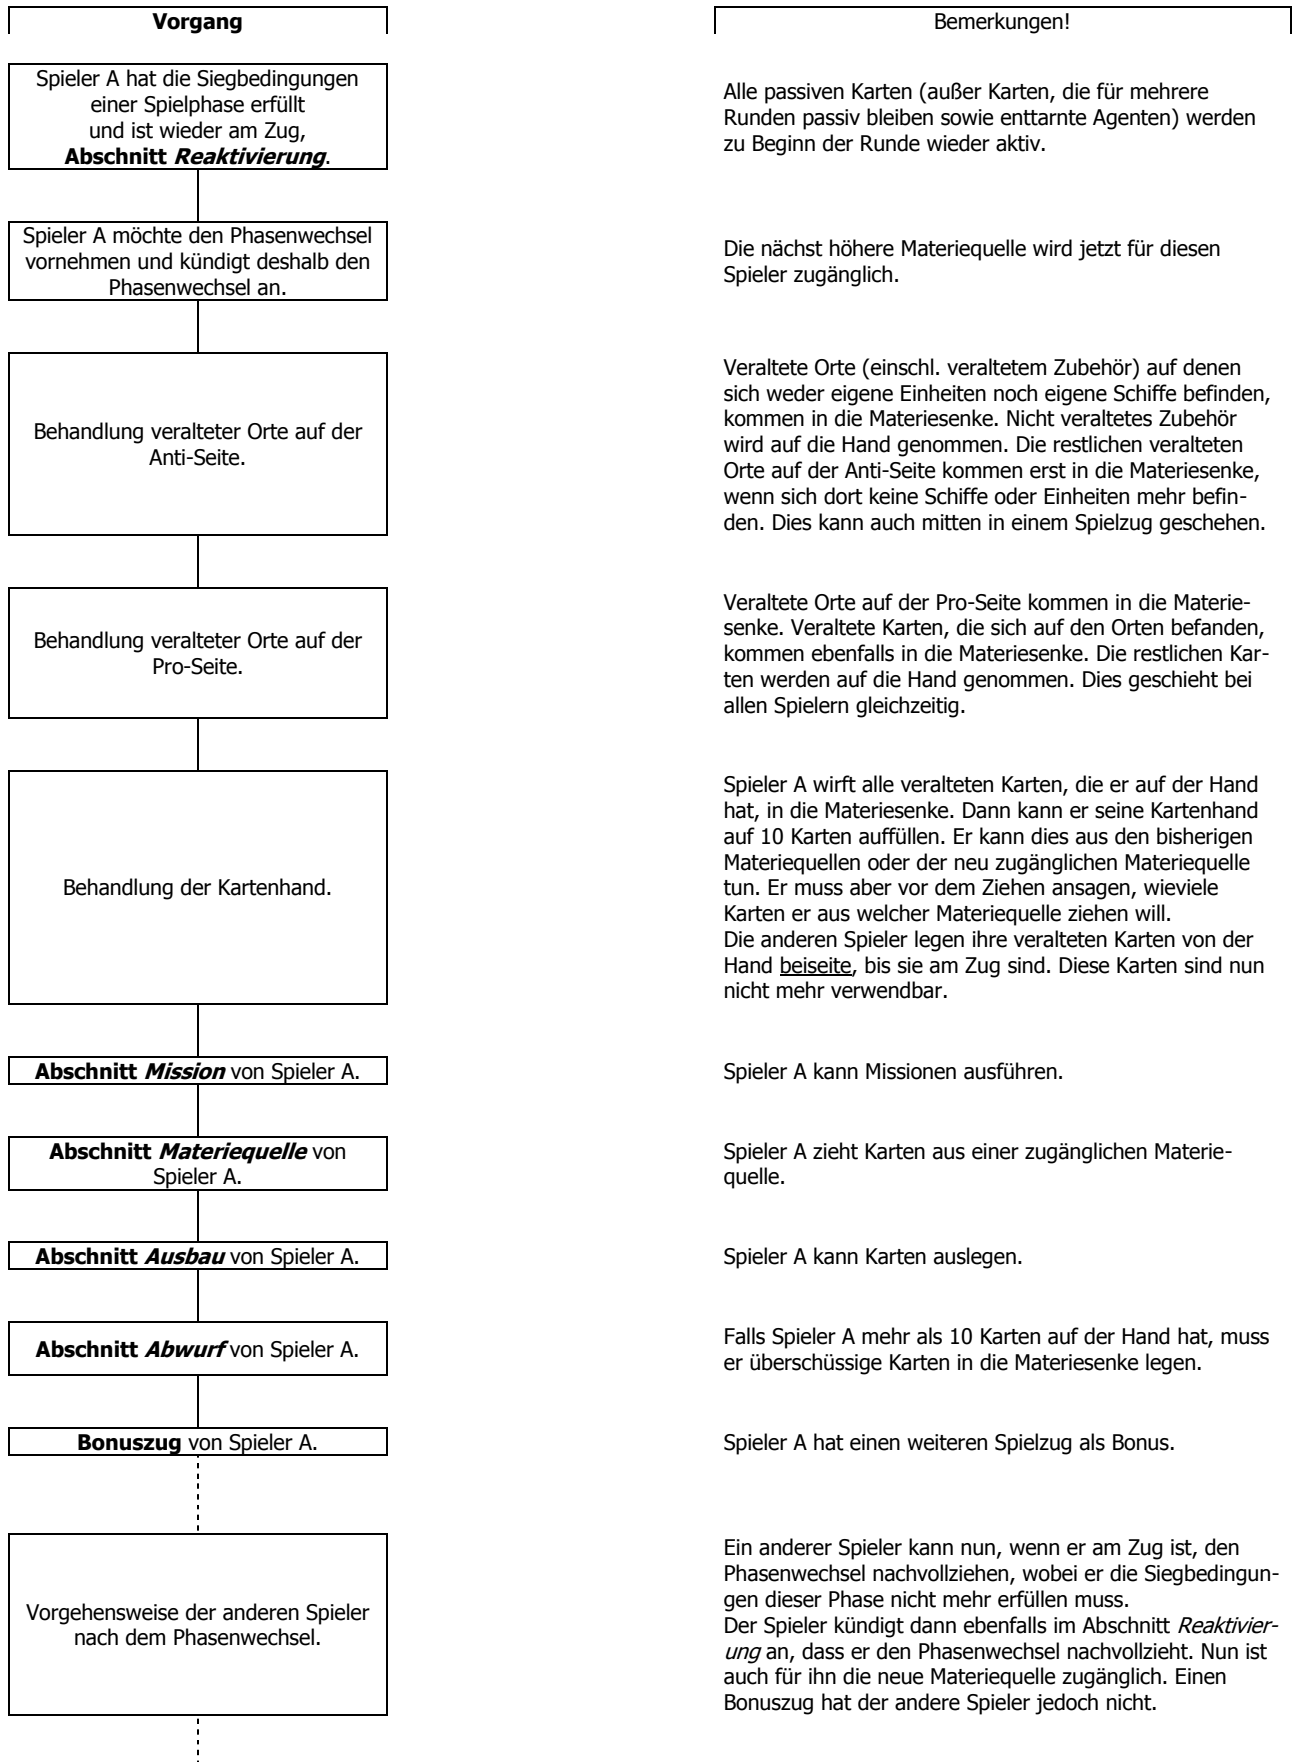 Vorgang
Bemerkungen!
Spieler A hat die Siegbedingungen
einer Spielphase erfüllt
und ist wieder am Zug,
Abschnitt Reaktivierung.
Alle passiven Karten (außer Karten, die für mehrere
Runden passiv bleiben sowie enttarnte Agenten) werden
zu Beginn der Runde wieder aktiv.
Spieler A möchte den Phasenwechsel
vornehmen und kündigt deshalb den
Phasenwechsel an.
Die nächst höhere Materiequelle wird jetzt für diesen
Spieler zugänglich.
Behandlung veralteter Orte auf der
Anti-Seite.
Veraltete Orte (einschl. veraltetem Zubehör) auf denen
sich weder eigene Einheiten noch eigene Schiffe befinden,
kommen in die Materiesenke. Nicht veraltetes Zubehör
wird auf die Hand genommen. Die restlichen veralteten
Orte auf der Anti-Seite kommen erst in die Materiesenke,
wenn sich dort keine Schiffe oder Einheiten mehr befin-
den. Dies kann auch mitten in einem Spielzug geschehen.
Behandlung veralteter Orte auf der
Pro-Seite.
Veraltete Orte auf der Pro-Seite kommen in die Materie-
senke. Veraltete Karten, die sich auf den Orten befanden,
kommen ebenfalls in die Materiesenke. Die restlichen Kar-
ten werden auf die Hand genommen. Dies geschieht bei
allen Spielern gleichzeitig.
Behandlung der Kartenhand.
Spieler A wirft alle veralteten Karten, die er auf der Hand
hat, in die Materiesenke. Dann kann er seine Kartenhand
auf 10 Karten auffüllen. Er kann dies aus den bisherigen
Materiequellen oder der neu zugänglichen Materiequelle
tun. Er muss aber vor dem Ziehen ansagen, wieviele
Karten er aus welcher Materiequelle ziehen will.
Die anderen Spieler legen ihre veralteten Karten von der
Hand beiseite, bis sie am Zug sind. Diese Karten sind nun
nicht mehr verwendbar.
Abschnitt Mission von Spieler A.
Spieler A kann Missionen ausführen.
Abschnitt Materiequelle von
Spieler A.
Spieler A zieht Karten aus einer zugänglichen Materie-
quelle.
Abschnitt Ausbau von Spieler A.
Spieler A kann Karten auslegen.
Abschnitt Abwurf von Spieler A.
Falls Spieler A mehr als 10 Karten auf der Hand hat, muss
er überschüssige Karten in die Materiesenke legen.
Bonuszug von Spieler A.
Spieler A hat einen weiteren Spielzug als Bonus.
Vorgehensweise der anderen Spieler
nach dem Phasenwechsel.
Ein anderer Spieler kann nun, wenn er am Zug ist, den
Phasenwechsel nachvollziehen, wobei er die Siegbedingun-
gen dieser Phase nicht mehr erfüllen muss.
Der Spieler kündigt dann ebenfalls im Abschnitt Reaktivier-
ung an, dass er den Phasenwechsel nachvollzieht. Nun ist
auch für ihn die neue Materiequelle zugänglich. Einen
Bonuszug hat der andere Spieler jedoch nicht.